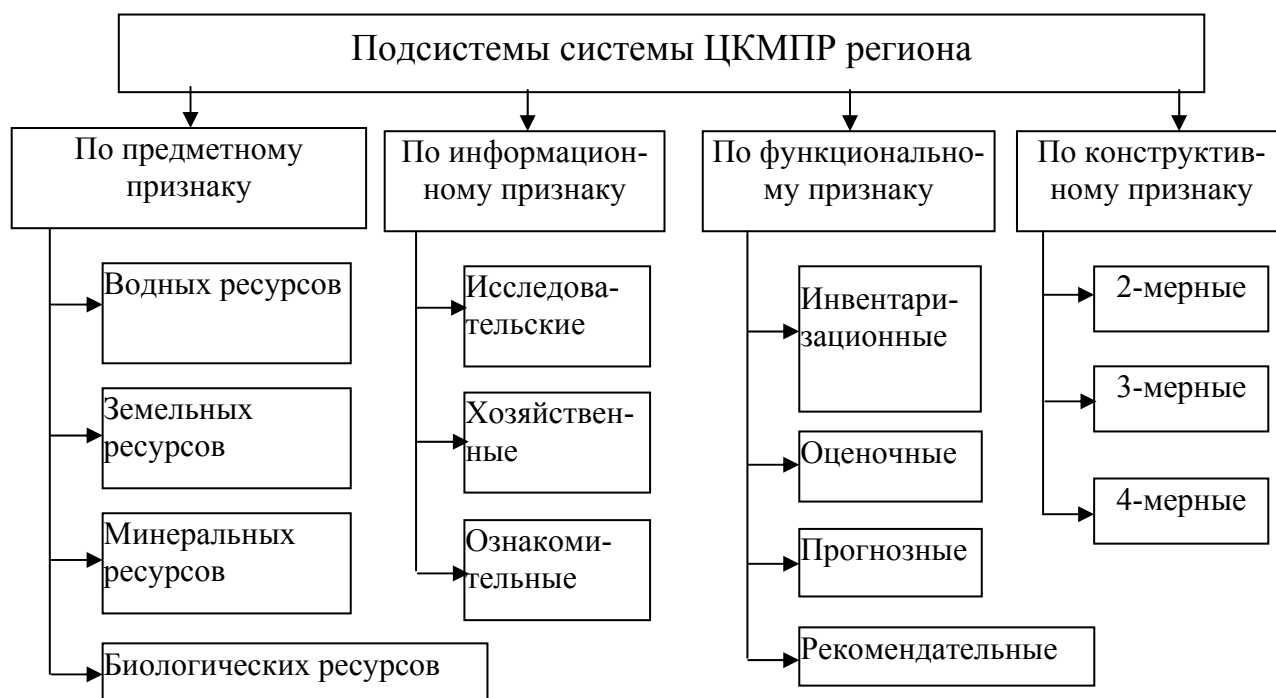 Подсистемы системы ЦКМПР региона
По предметному
признаку
Водных ресурсов
Земельных
ресурсов
Минеральных
ресурсов
Биологических ресурсов
По информацион-
ному признаку
Исследова-
тельские
Хозяйствен-
ные
Ознакоми-
тельные
По функционально-
му признаку
Инвентари-
зационные
Оценочные
Прогнозные
Рекомендательные
По конструктив-
ному признаку
2-мерные
3-мерные
4-мерные